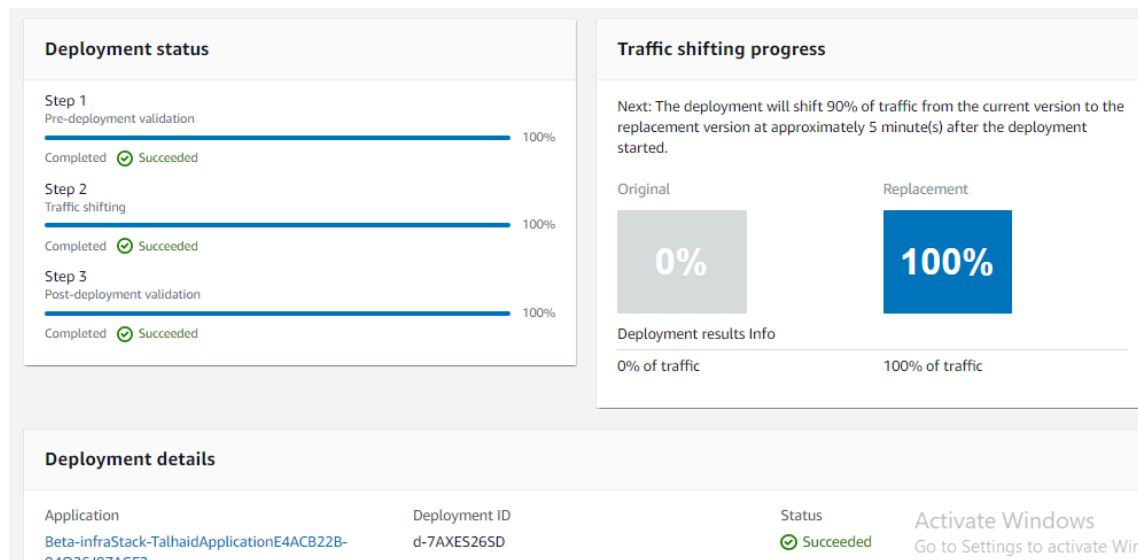 Deployment status
Step 1
Pre-deployment validation
100%
Completed Succeeded
Step 2
Traffic shifting
100%
Completed Succeeded
Step 3
Post-deployment validation
100%
Completed Succeeded
Traffic shifting progress
Next: The deployment will shift 90% of traffic from the current version to the
replacement version at approximately 5 minute(s) after the deployment
started.
Original
Replacement
0%
100%
Deployment results Info
0% of traffic
100% of traffic
Deployment details
Application
Beta-infraStack-TalhaidApplicationE4ACB22B-
Deployment ID
d-7AXES26SD
Status
Succeeded
Activate Windows
Go to Settings to activate Win